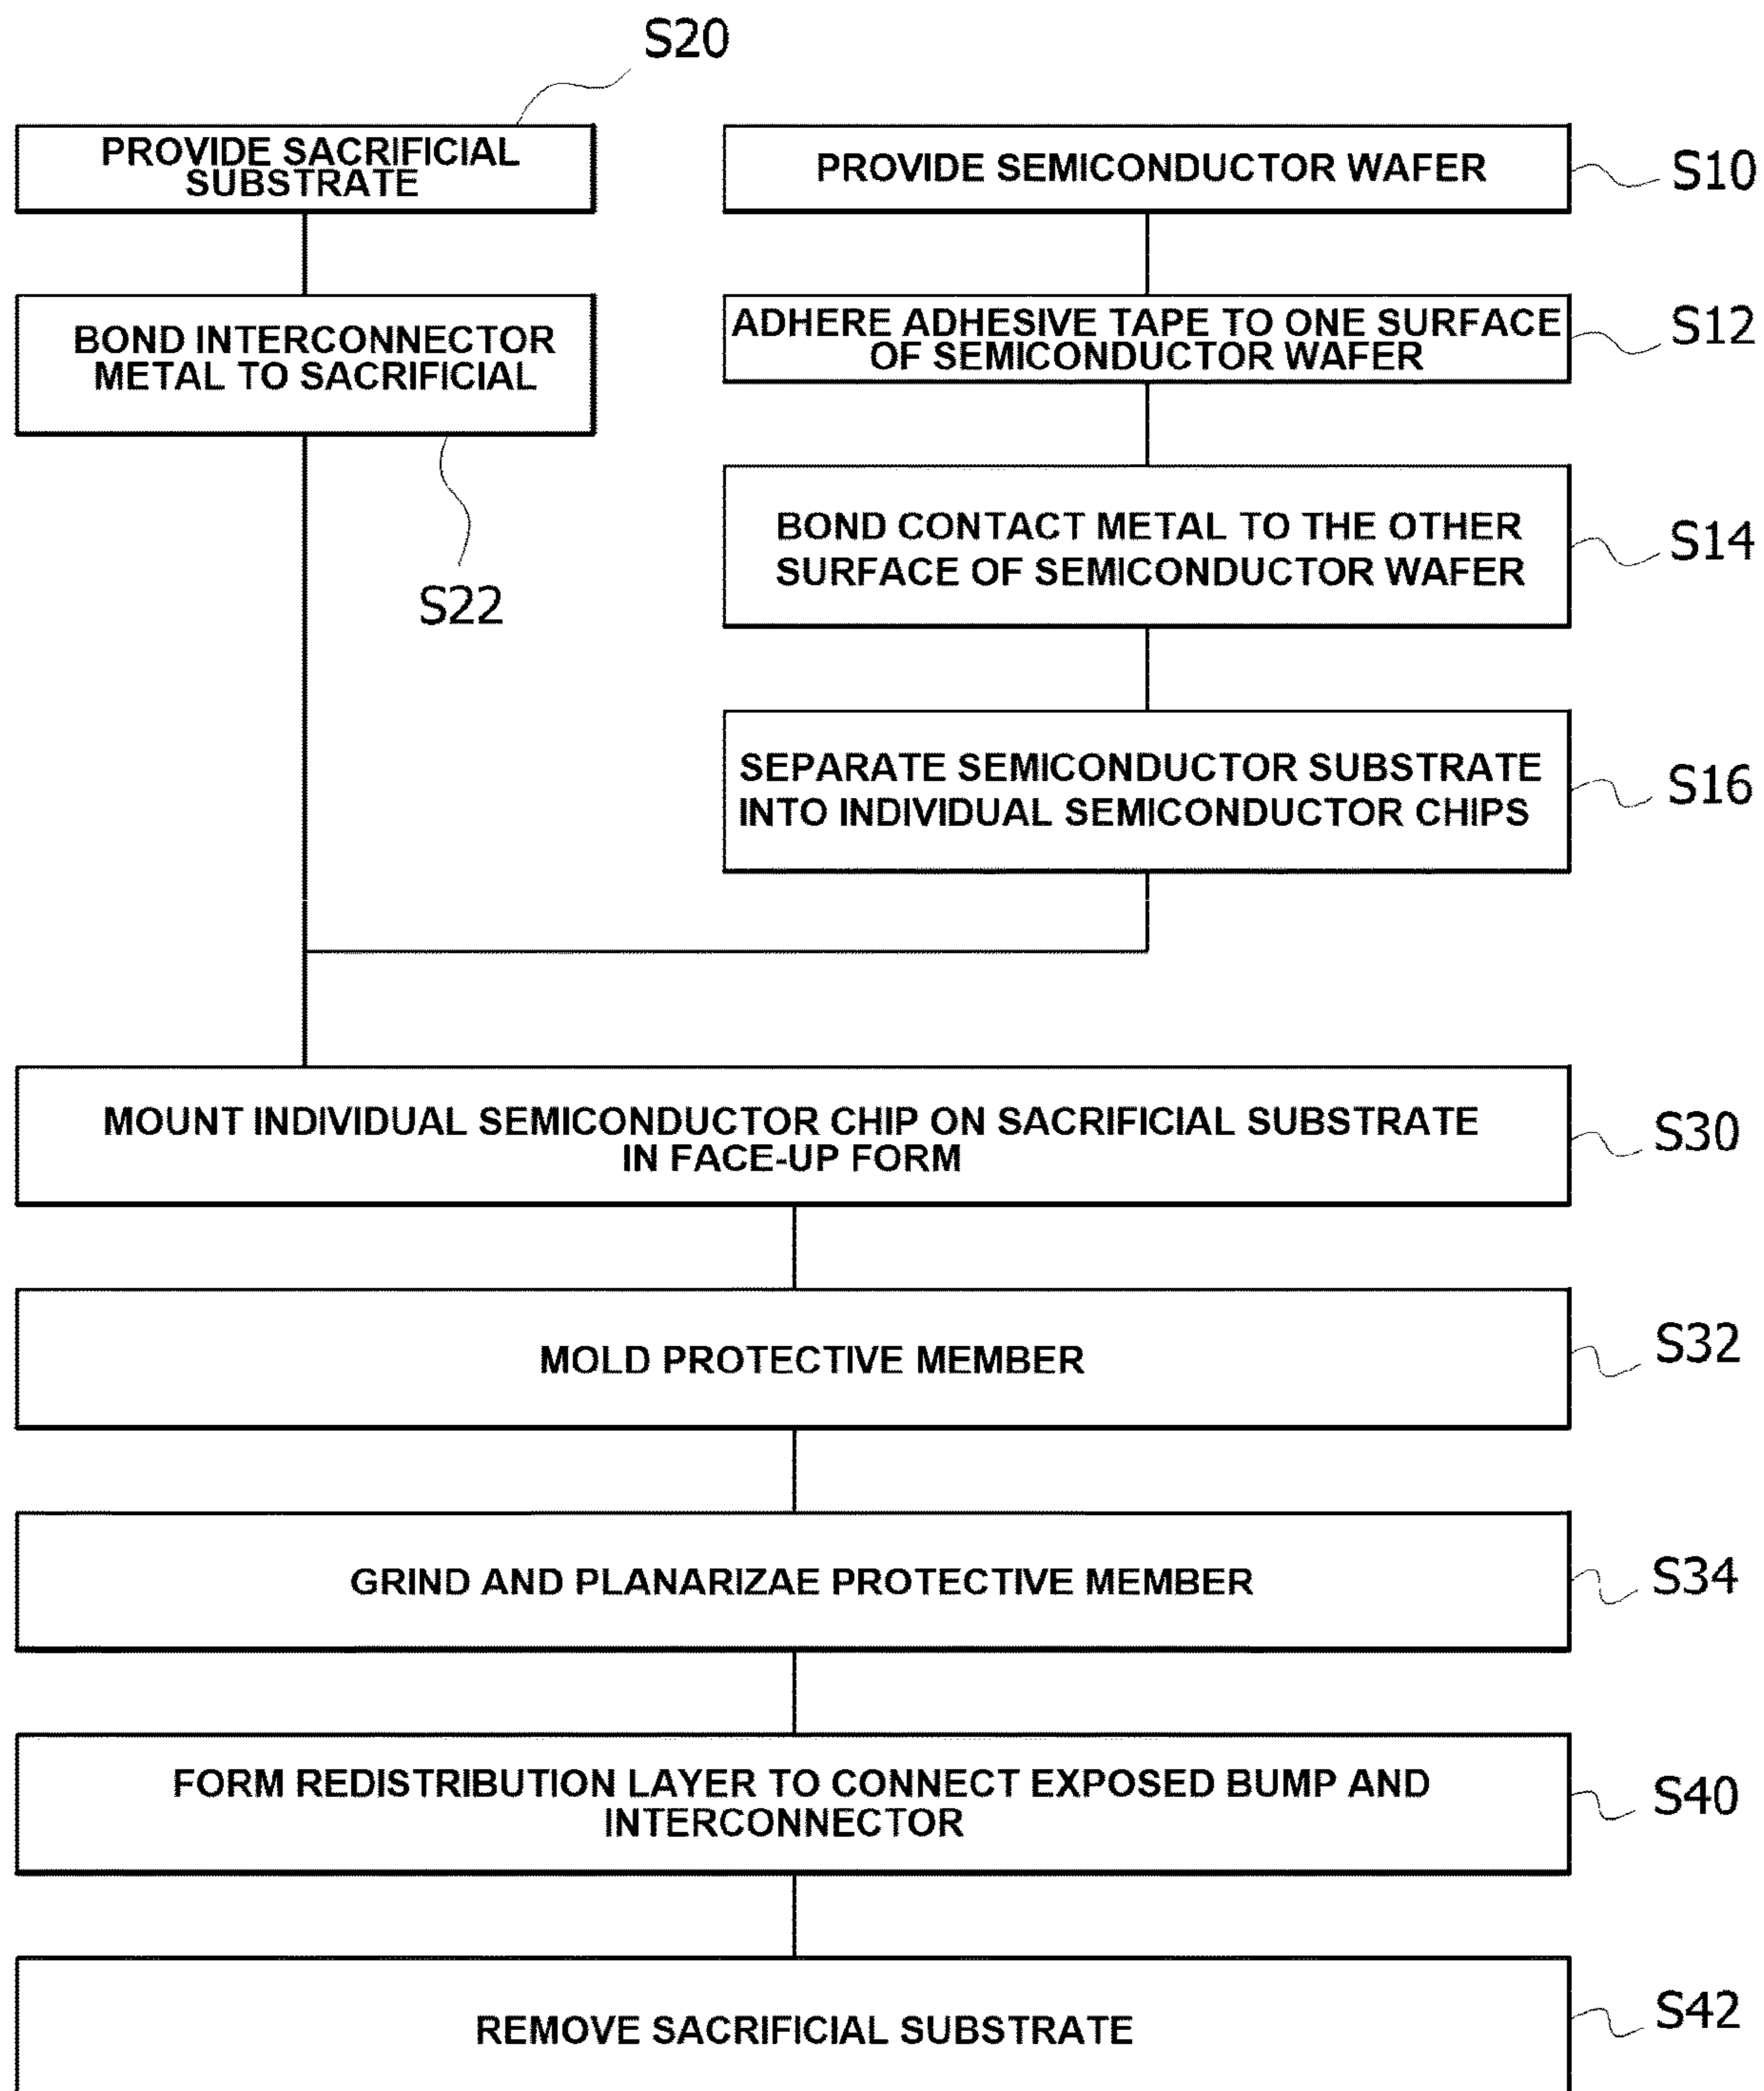 S20
PROVIDE SACRIFICIAL
SUBSTRATE
PROVIDE SEMICONDUCTOR WAFER
S10
BOND INTERCONNECTOR
METAL TO SACRIFICIAL
S22
ADHERE ADHESIVE TAPE TO ONE SURFACE
OF SEMICONDUCTOR WAFER
S12
BOND CONTACT METAL TO THE OTHER
SURFACE OF SEMICONDUCTOR WAFER
S14
SEPARATE SEMICONDUCTOR SUBSTRATE
INTO INDIVIDUAL SEMICONDUCTOR CHIPS
S16
MOUNT INDIVIDUAL SEMICONDUCTOR CHIP ON SACRIFICIAL SUBSTRATE
IN FACE-UP FORM
S30
MOLD PROTECTIVE MEMBER
S32
GRIND AND PLANARIZAE PROTECTIVE MEMBER
S34
FORM REDISTRIBUTION LAYER TO CONNECT EXPOSED BUMP AND
INTERCONNECTOR
S40
REMOVE SACRIFICIAL SUBSTRATE
S42